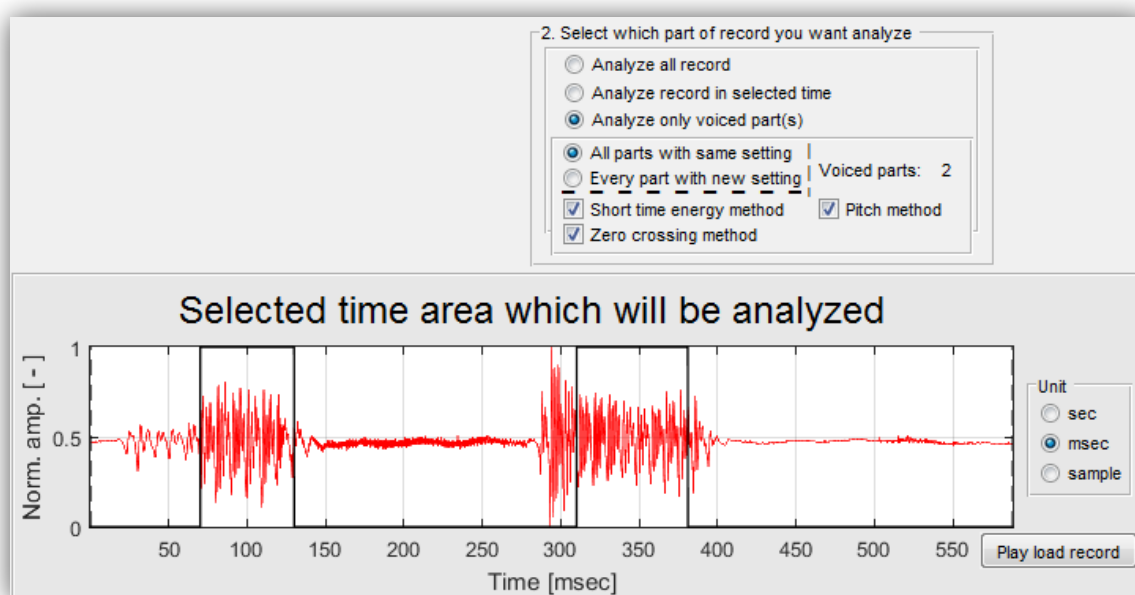 2. Select which part of record you want analyze
Analyze all record
Analyze record in selected time
Analyze only voiced part(s)
All parts with same setting
Every part with new setting
Voiced parts: 2
Short time energy method
Pitch method
Zero crossing method
Selected time area which will be analyzed
Norm. amp. [ - ]
1
0.5
0
50 100 150 200 250 300 350 400 450 500 550
Time [msec]
Unit
sec
msec
sample
Play load record